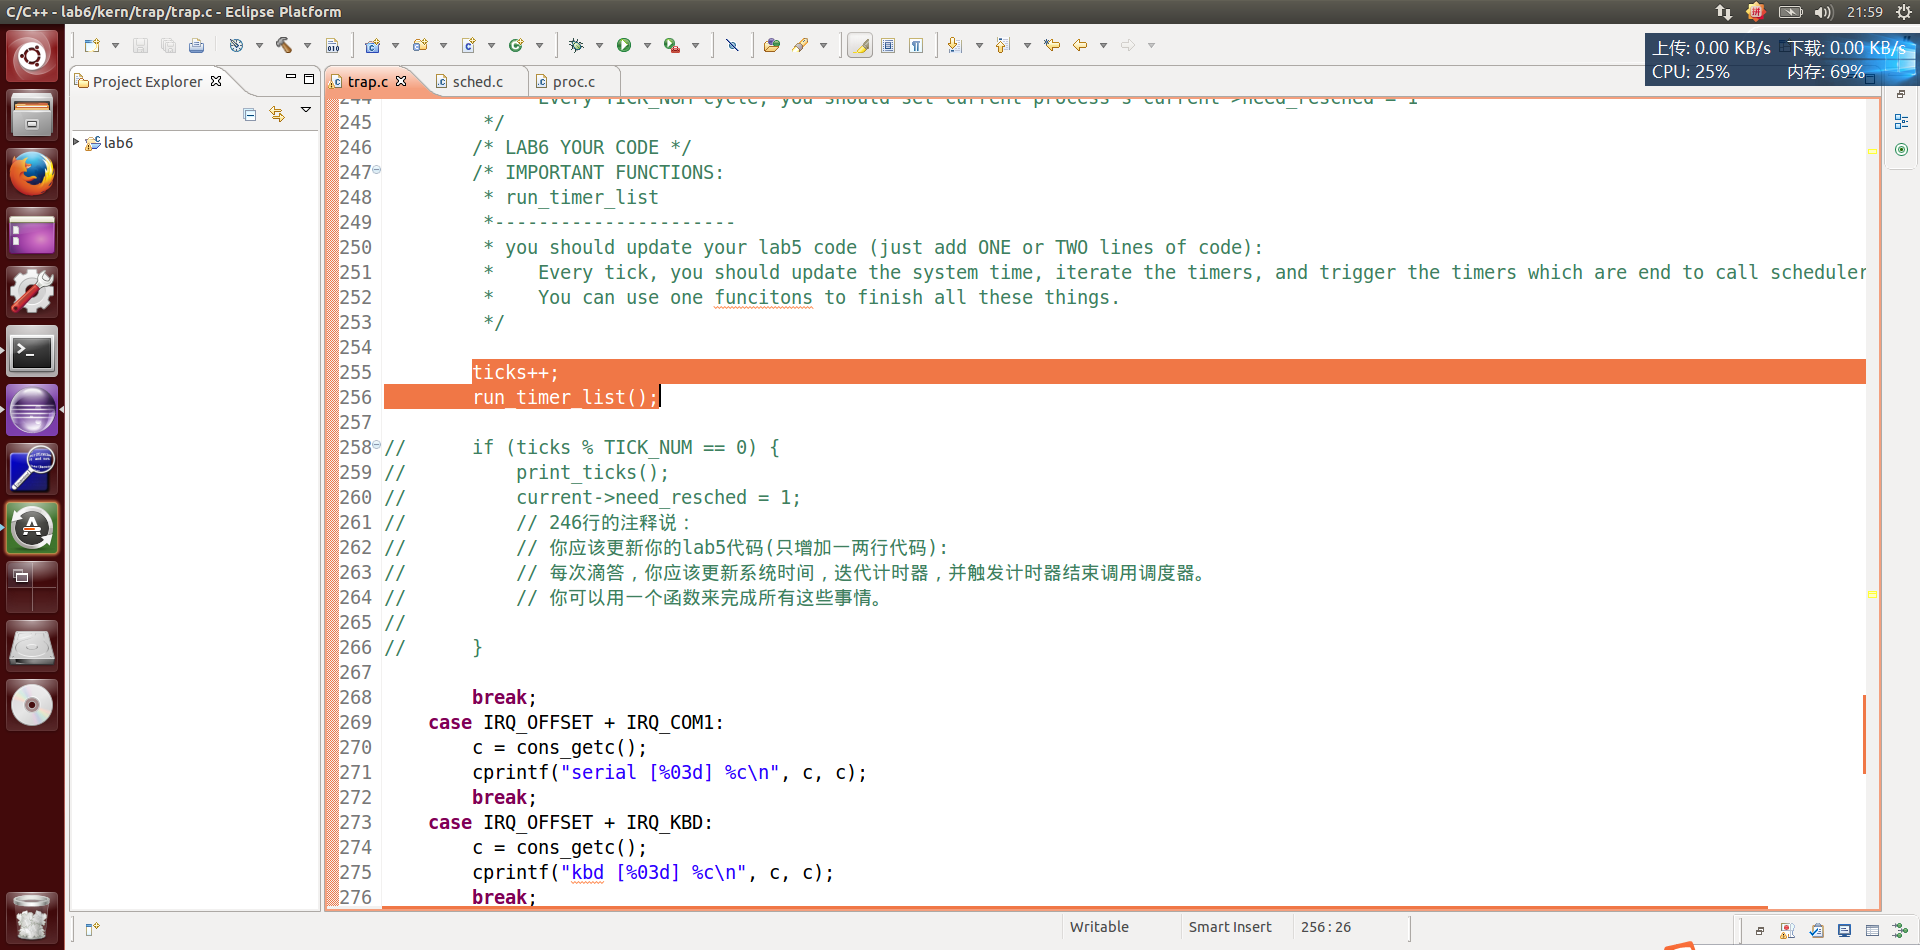 C/C++ - lab6/kern/trap/trap.c - Eclipse Platform
21:59
上传: 0.00 KB/s 下载: 0.00 KB/s
CPU: 25% 内存: 69%
Project Explorer
trap.c
sched.c
proc.c
lab6
244 Every TICK_NUM cycle, you should set current process's current->need_resched = 1
245 */
246 /* LAB6 YOUR CODE */
247 /* IMPORTANT FUNCTIONS:
248 * run_timer_list
249 *----------------------
250 * you should update your lab5 code (just add ONE or TWO lines of code):
251 * Every tick, you should update the system time, iterate the timers, and trigger the timers which are end to call scheduler
252 * You can use one funcitons to finish all these things.
253 */
254
255 ticks++;
256 run_timer_list();
257
258 // if (ticks % TICK_NUM == 0) {
259 // print_ticks();
260 // current->need_resched = 1;
261 // // 246行的注释说：
262 // // 你应该更新你的lab5代码(只增加一两行代码):
263 // // 每次滴答，你应该更新系统时间，迭代计时器，并触发计时器结束调用调度器。
264 // // 你可以用一个函数来完成所有这些事情。
265 //
266 // }
267
268 break;
269 case IRQ_OFFSET + IRQ_COM1:
270 c = cons_getc();
271 cprintf("serial [%03d] %c\n", c, c);
272 break;
273 case IRQ_OFFSET + IRQ_KBD:
274 c = cons_getc();
275 cprintf("kbd [%03d] %c\n", c, c);
276 break;
Writable
Smart Insert
256 : 26